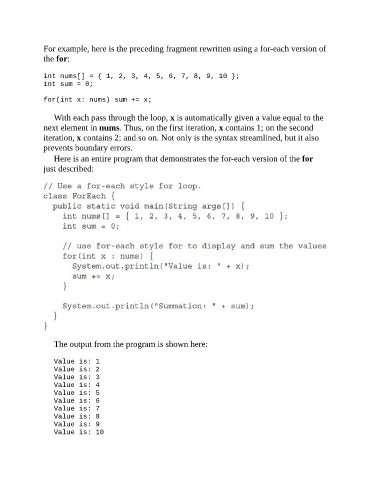 For example, here is the preceding fragment rewritten using a for-each version of
the for:
int nums[] = { 1, 2, 3, 4, 5, 6, 7, 8, 9, 10 };
int sum = 0;
for(int x: nums) sum += x;
With each pass through the loop, x is automatically given a value equal to the
next element in nums. Thus, on the first iteration, x contains 1; on the second
iteration, x contains 2; and so on. Not only is the syntax streamlined, but it also
prevents boundary errors.
Here is an entire program that demonstrates the for-each version of the for
just described:
// Use a for-each style for loop.
class ForEach {
public static void main(String args[]) {
int nums[] = { 1, 2, 3, 4, 5, 6, 7, 8, 9, 10 };
int sum = 0;
// use for-each style for to display and sum the values
for(int x : nums) {
System.out.println("Value is: " + x);
sum += x;
}
System.out.println("Summation: " + sum);
}
}
The output from the program is shown here:
Value is: 1
Value is: 2
Value is: 3
Value is: 4
Value is: 5
Value is: 6
Value is: 7
Value is: 8
Value is: 9
Value is: 10